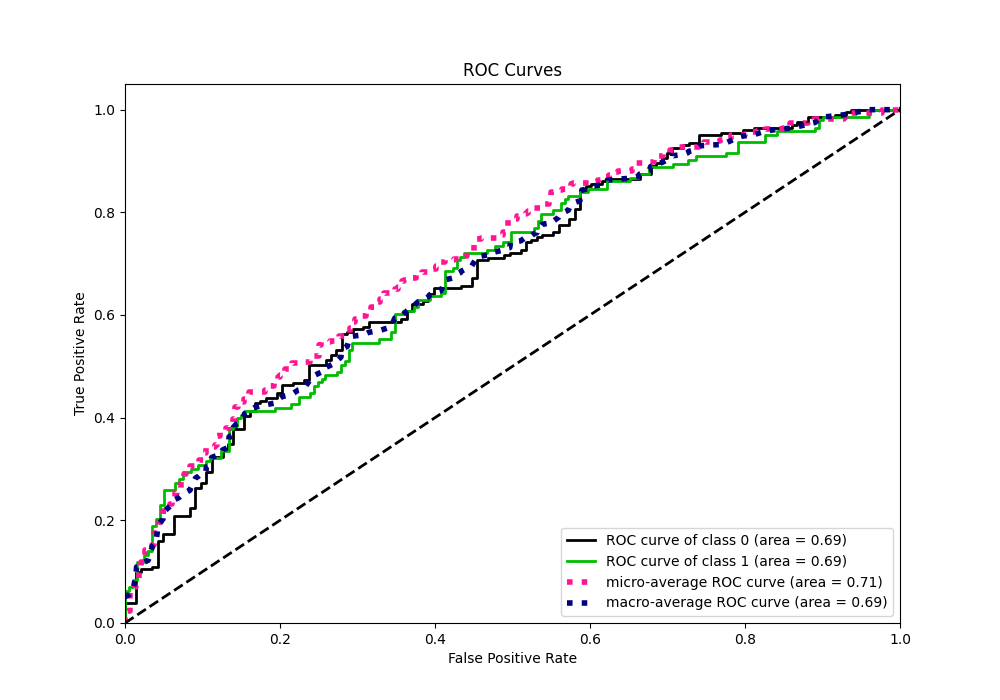 ROC Curves
True Positive Rate
1.0
0.8
0.6
0.4
0.2
0.0
0.0 0.2 0.4 0.6 0.8 1.0
False Positive Rate
ROC curve of class 0 (area = 0.69)
ROC curve of class 1 (area = 0.69)
micro-average ROC curve (area = 0.71)
macro-average ROC curve (area = 0.69)